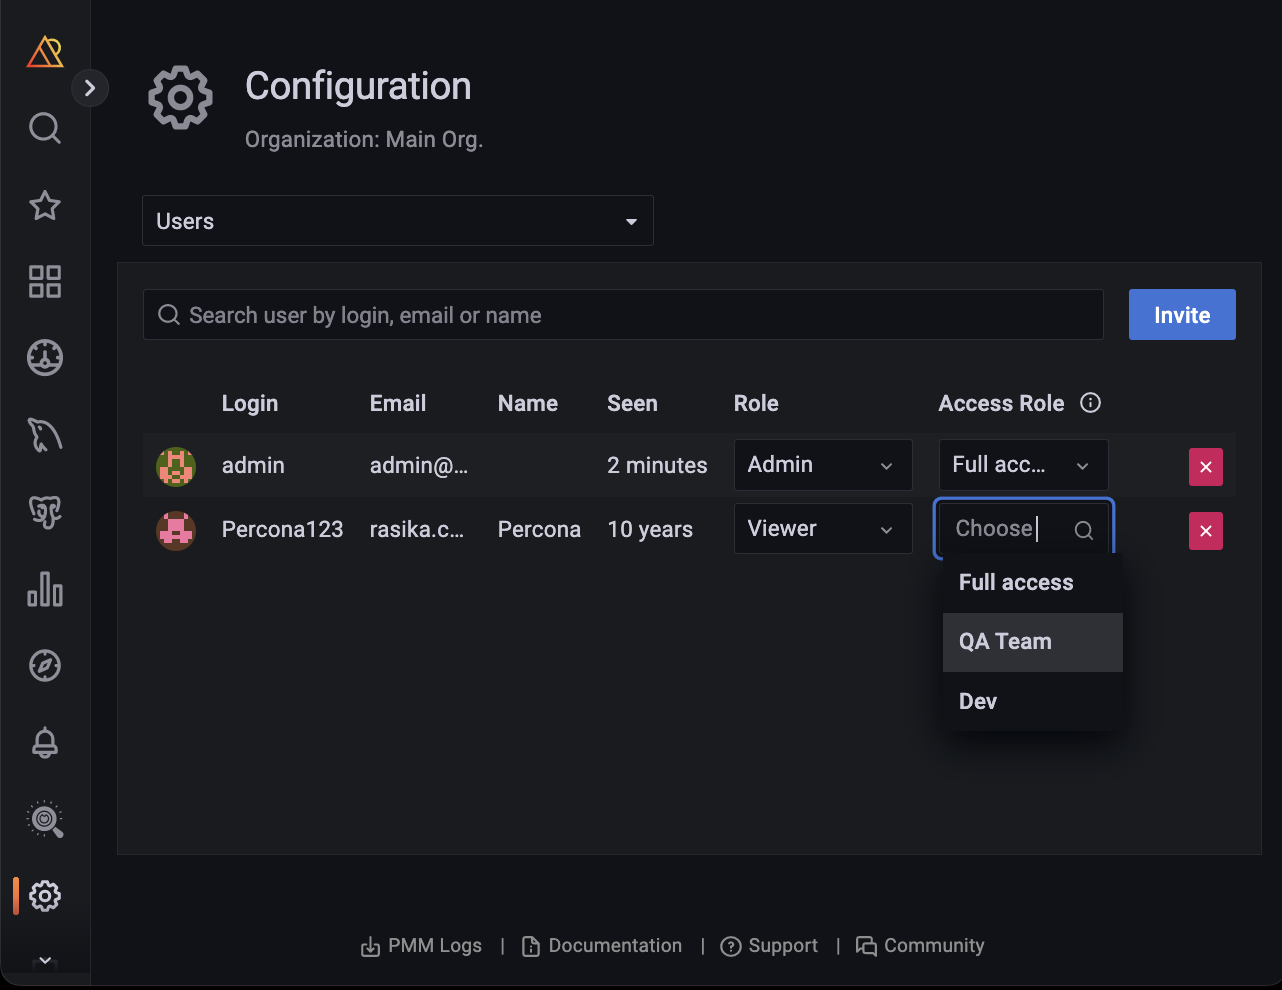 Configuration
Organization: Main Org.
Users
Search user by login, email or name
Invite
Login Email Name Seen Role Access Role
admin admin@... 2 minutes Admin Full acc...
Percona123 rasika.c... Percona 10 years Viewer Choose
Full access
QA Team
Dev
PMM Logs | Documentation | Support | Community